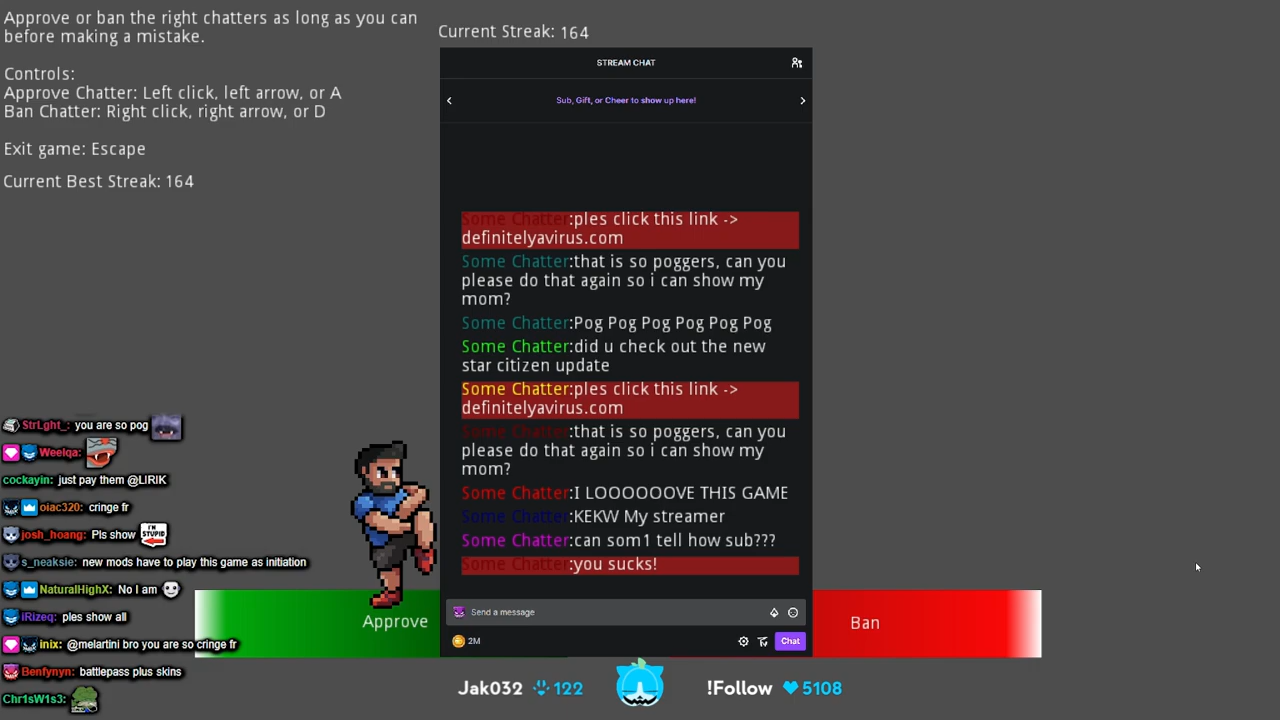 Approve or ban the right chatters as long as you can
before making a mistake.
Controls:
Approve Chatter: Left click, left arrow, or A
Ban Chatter: Right click, right arrow, or D
Exit game: Escape
Current Best Streak: 164
Current Streak: 164
STREAM CHAT
Sub, Gift, or Cheer to show up here!
Some Chatter:ples click this link ->
definitelyavirus.com
Some Chatter:that is so poggers, can you
please do that again so i can show my
mom?
Some Chatter:Pog Pog Pog Pog Pog Pog
Some Chatter:did u check out the new
star citizen update
Some Chatter:ples click this link ->
definitelyavirus.com
Some Chatter:that is so poggers, can you
please do that again so i can show my
mom?
Some Chatter:I LOOOOOOVE THIS GAME
Some Chatter:KEKW My streamer
Some Chatter:can som1 tell how sub???
Some Chatter:you sucks!
Send a message
2M
Chat
StrLght_: you are so pog
Weelqa:
cockayin: just pay them @LIRIK
oiac320: cringe fr
josh_hoang: Pls show I'M STUPID
s_neaksie: new mods have to play this game as initiation
NaturalHighX: No I am
iRizeq: ples show all
inix: @melartini bro you are so cringe fr
Benfynyn: battlepass plus skins
Chr1sW1s3:
Approve
Ban
Jak032 122
!Follow 5108